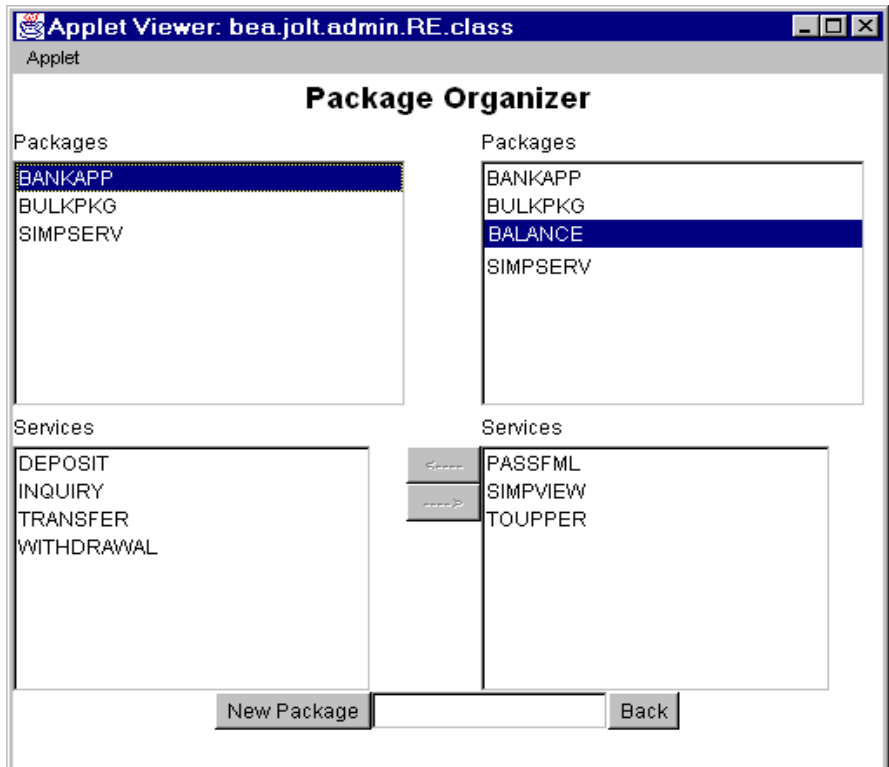 Applet Viewer: bea.jolt.admin.RE.class
Applet
Package Organizer
Packages
BANKAPP
BULKPKG
SIMPSERV
Packages
BANKAPP
BULKPKG
BALANCE
SIMPSERV
Services
DEPOSIT
INQUIRY
TRANSFER
WITHDRAWAL
<----
---->
Services
PASSFML
SIMPVIEW
TOUPPER
New Package
Back